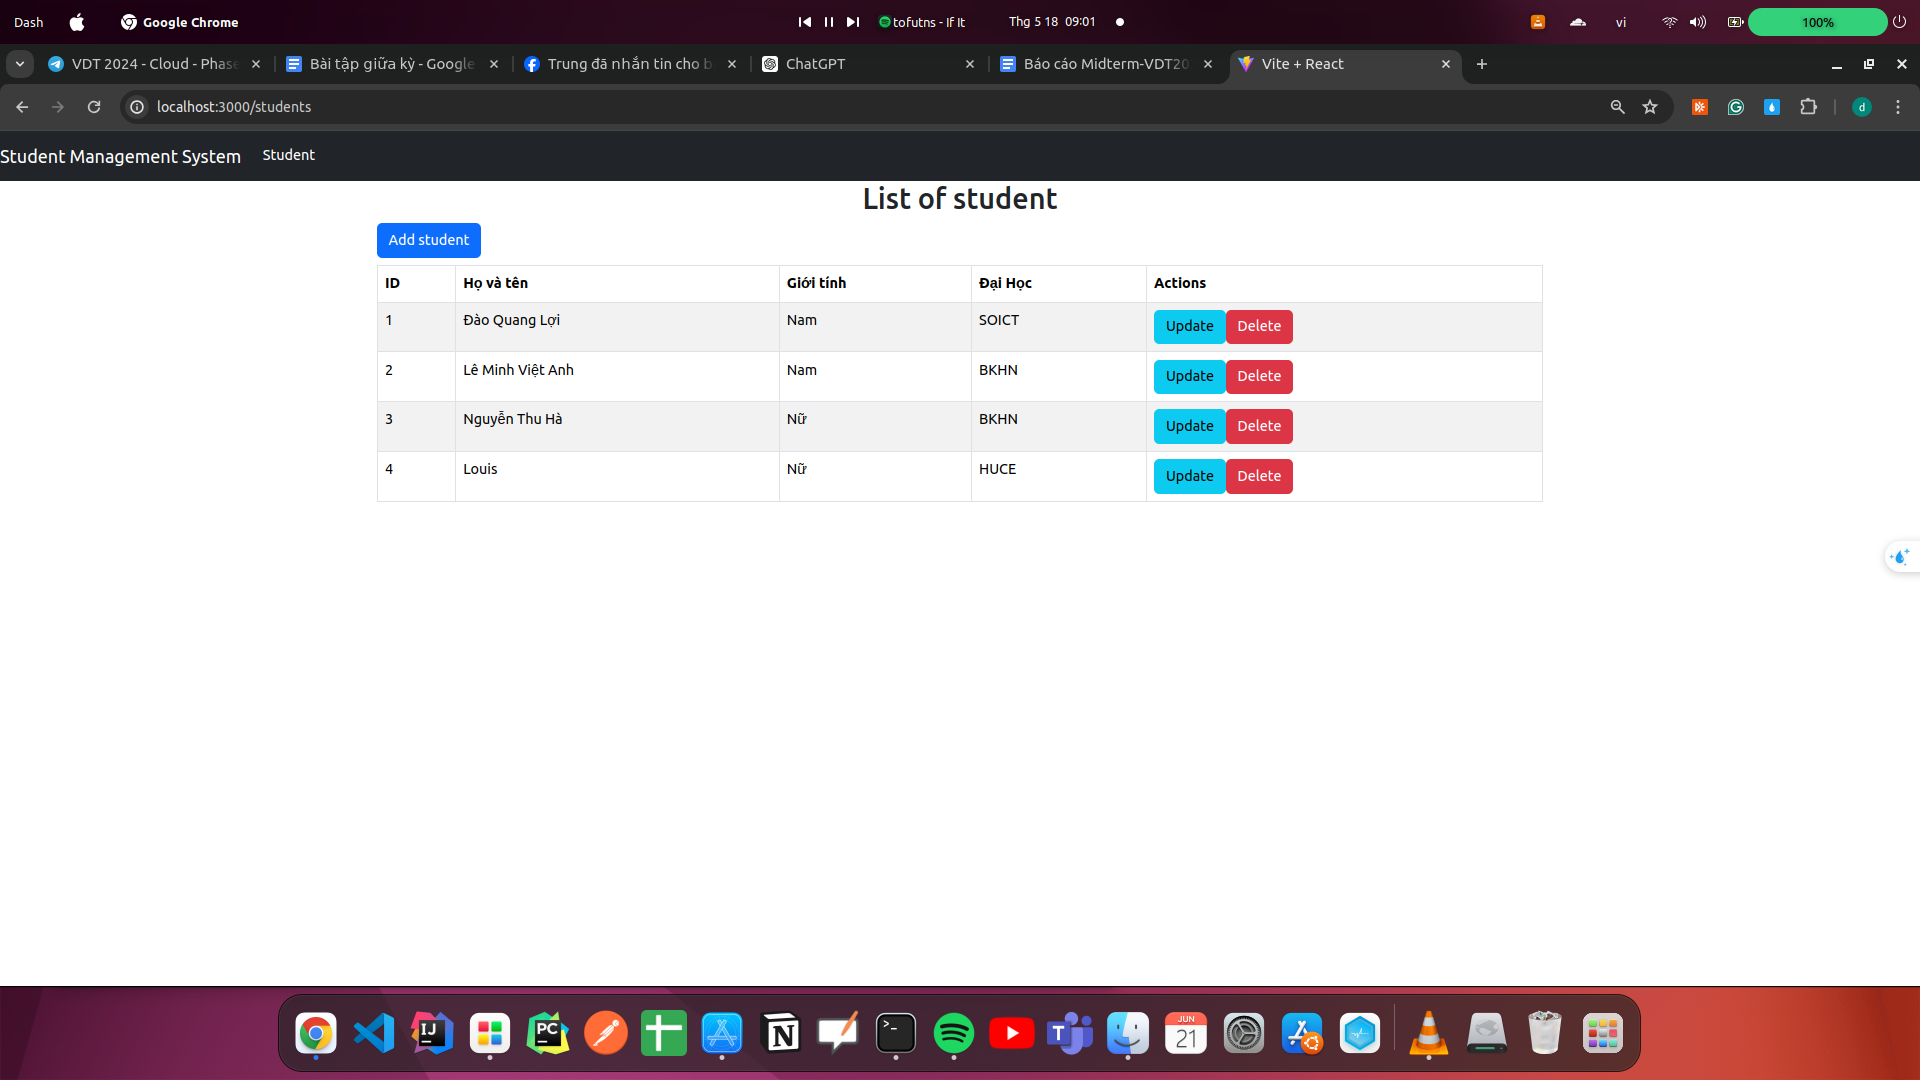 Dash Google Chrome tofutns - If It Thg 5 18 09:01 vi 100%
VDT 2024 - Cloud - Phase Bài tập giữa kỳ - Google Trung đã nhắn tin cho b ChatGPT Báo cáo Midterm-VDT20 Vite + React
localhost:3000/students d
Student Management System Student
List of student
Add student
ID Họ và tên Giới tính Đại Học Actions
1 Đào Quang Lợi Nam SOICT Update Delete
2 Lê Minh Việt Anh Nam BKHN Update Delete
3 Nguyễn Thu Hà Nữ BKHN Update Delete
4 Louis Nữ HUCE Update Delete
IJ PC N >_ T JUN
21